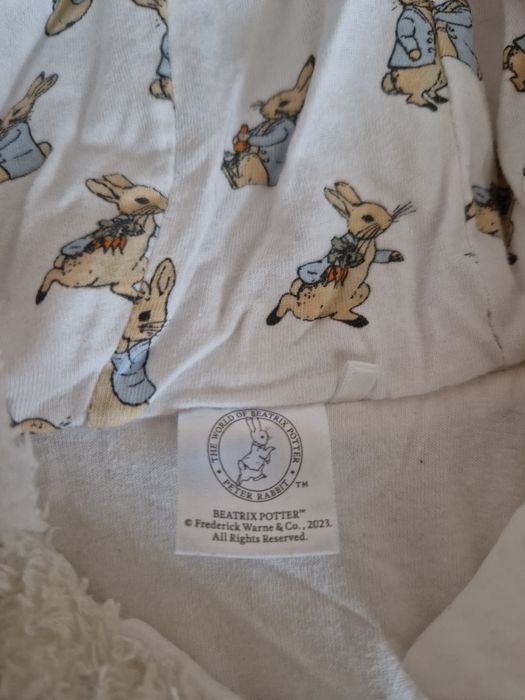 THE WORLD OF BEATRIX POTTER
PETER RABBIT
™
BEATRIX POTTER™
© Frederick Warne & Co., 2023.
All Rights Reserved.